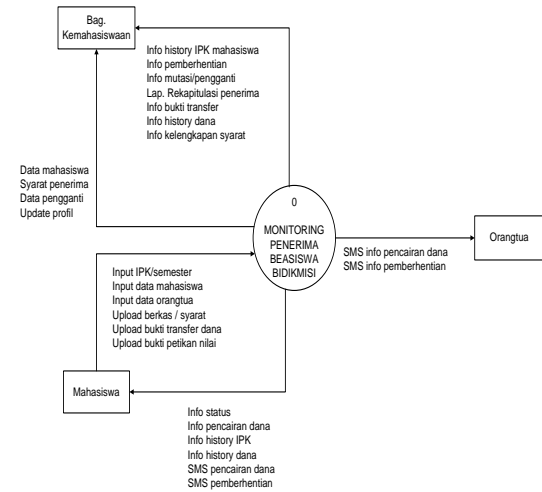 Bag.
Kemahasiswaan
Info history IPK mahasiswa
Info pemberhentian
Info mutasi/pengganti
Lap. Rekapitulasi penerima
Info bukti transfer
Info history dana
Info kelengkapan syarat
Data mahasiswa
Syarat penerima
Data pengganti
Update profil
0
MONITORING
PENERIMA
BEASISWA
BIDIKMISI
Orangtua
SMS info pencairan dana
SMS info pemberhentian
Input IPK/semester
Input data mahasiswa
Input data orangtua
Upload berkas / syarat
Upload bukti transfer dana
Upload bukti petikan nilai
Mahasiswa
Info status
Info pencairan dana
Info history IPK
Info history dana
SMS pencairan dana
SMS pemberhentian